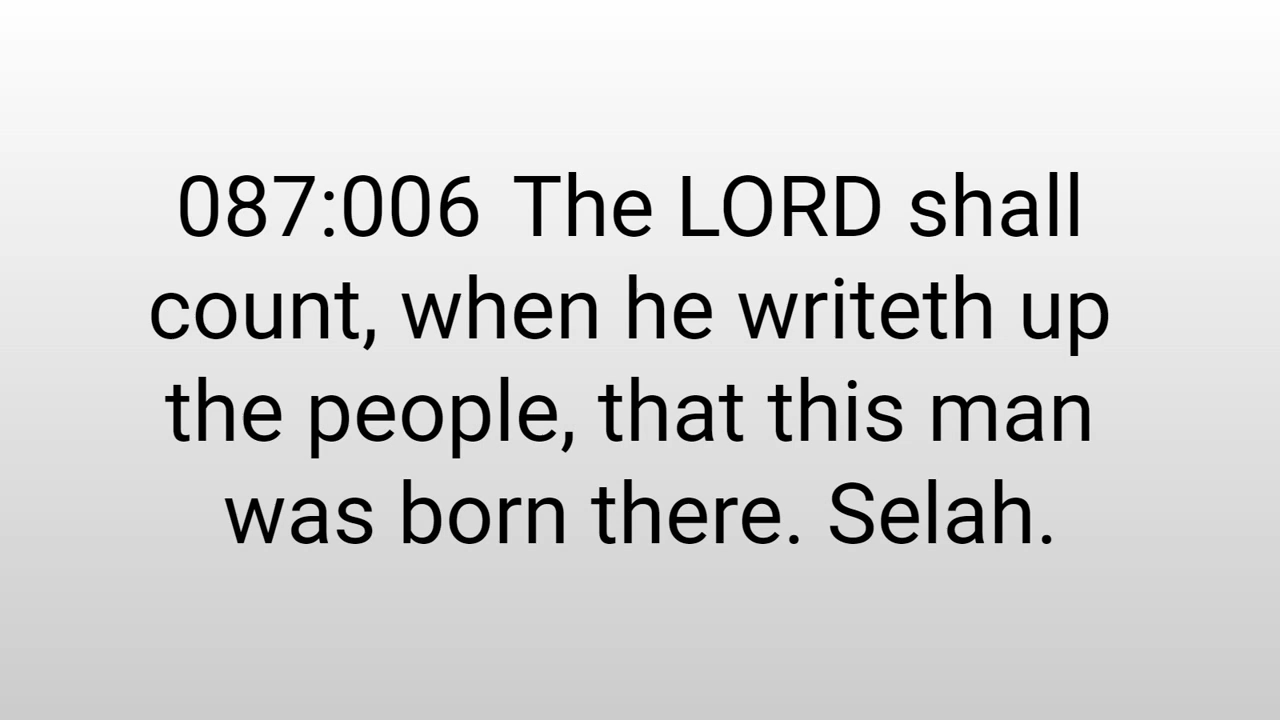 087:006 The LORD shall
count, when he writeth up
the people, that this man
was born there. Selah.